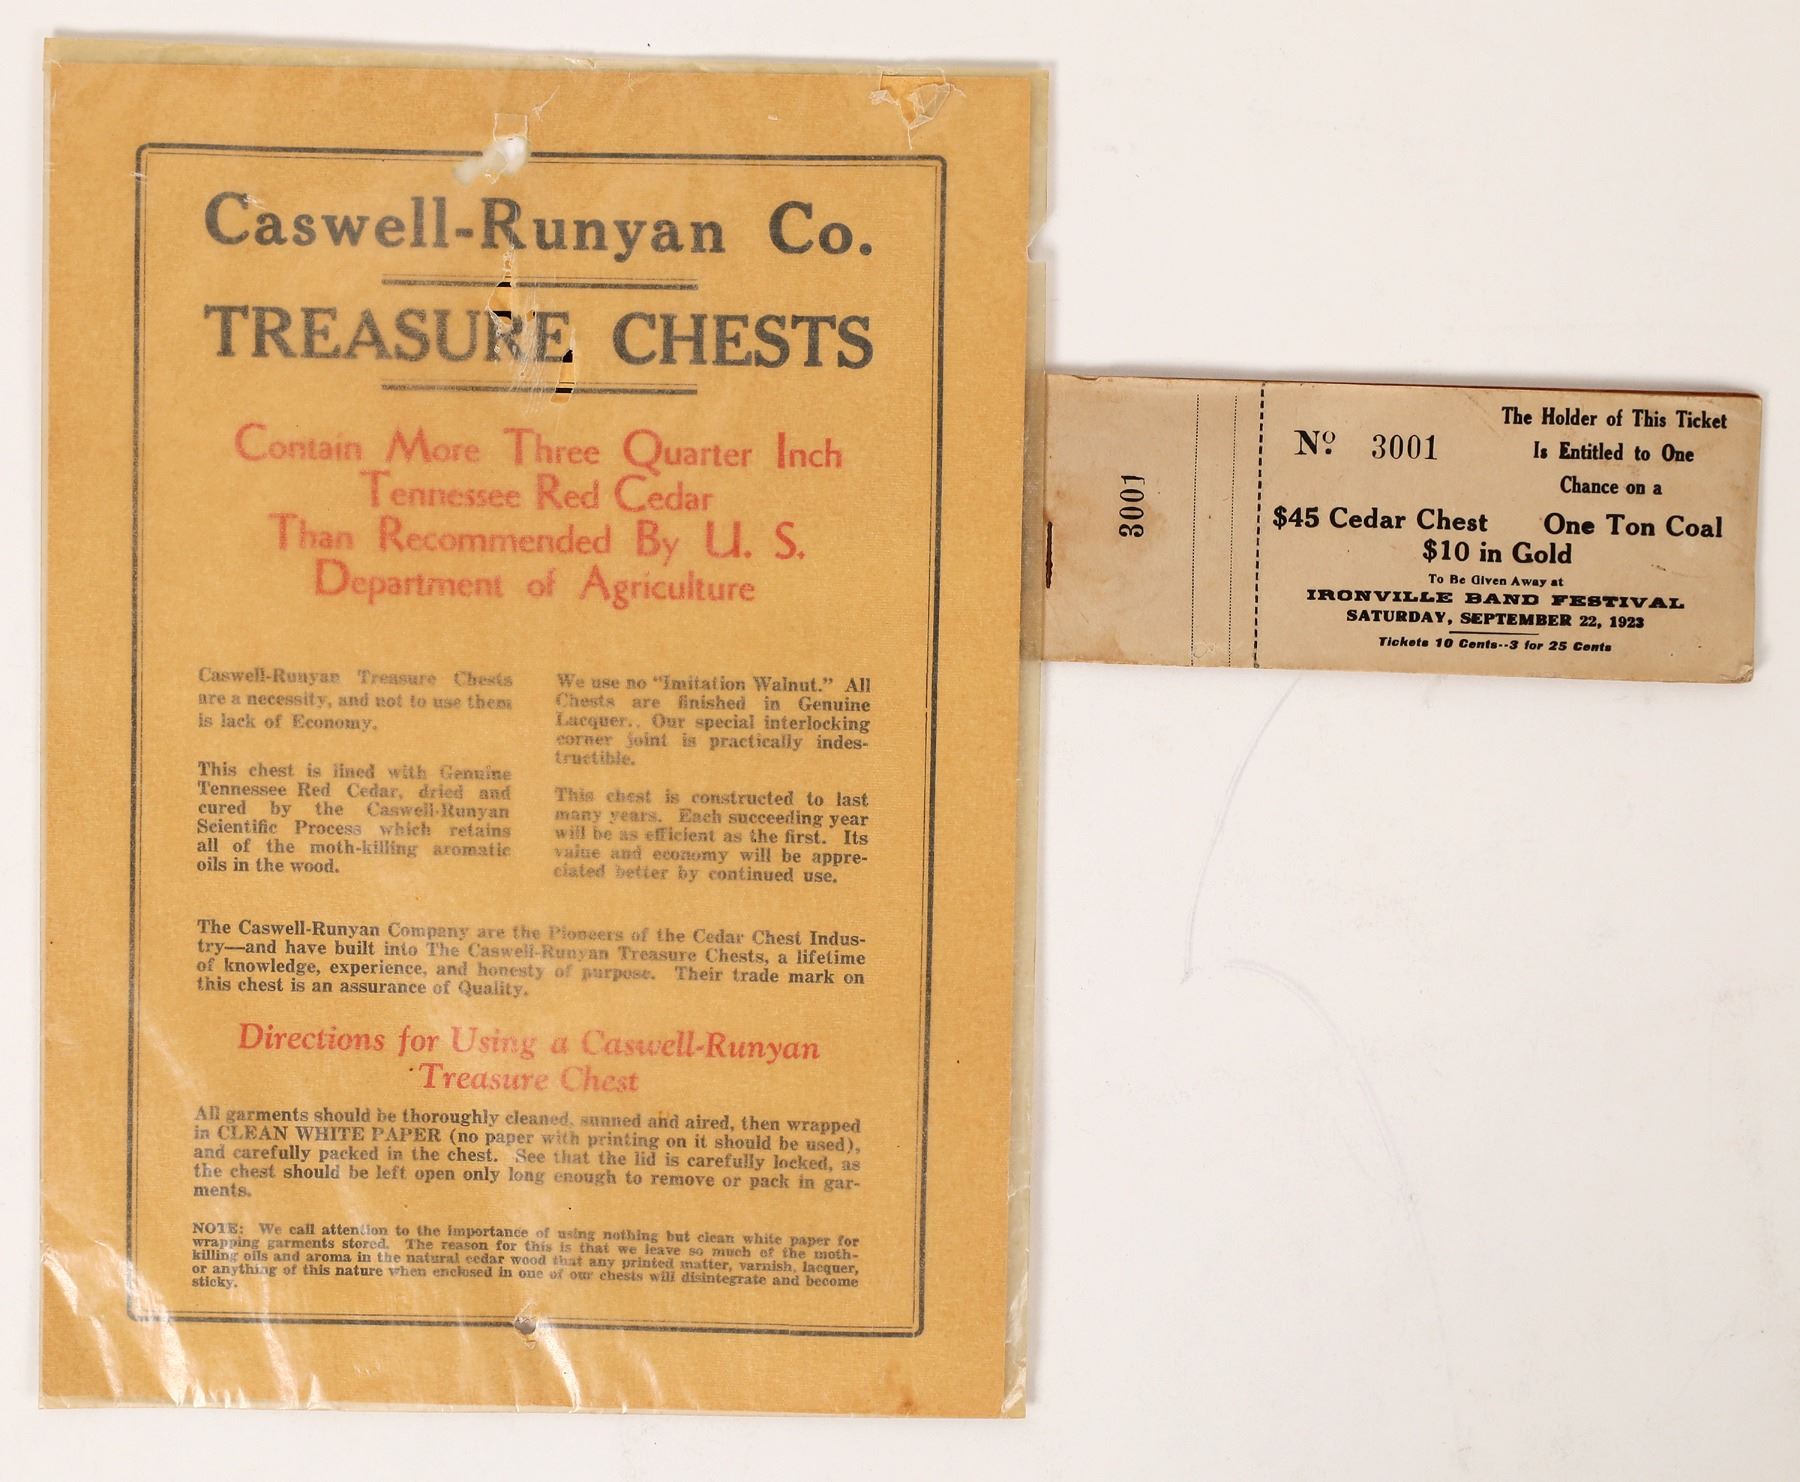 Caswell-Runyan Co.
TREASURE CHESTS
Contain More Three Quarter Inch
Tennessee Red Cedar
Than Recommended By U. S.
Department of Agriculture
Caswell-Runyan Treasure Chests
are a necessity, and not to use them
is lack of Economy.
This chest is lined with Genuine
Tennessee Red Cedar, dried and
cured by the Caswell-Runyan
Scientific Process which retains
all of the moth-killing aromatic
oils in the wood.
We use no "Imitation Walnut." All
Chests are finished in Genuine
Lacquer.. Our special interlocking
corner joint is practically indes-
tructible.
This chest is constructed to last
many years. Each succeeding year
will be as efficient as the first. Its
value and economy will be appre-
ciated better by continued use.
The Caswell-Runyan Company are the Pioneers of the Cedar Chest Indus-
try—and have built into The Caswell-Runyan Treasure Chests, a lifetime
of knowledge, experience, and honesty of purpose. Their trade mark on
this chest is an assurance of Quality.
Directions for Using a Caswell-Runyan
Treasure Chest
All garments should be thoroughly cleaned, sunned and aired, then wrapped
in CLEAN WHITE PAPER (no paper with printing on it should be used),
and carefully packed in the chest. See that the lid is carefully locked, as
the chest should be left open only long enough to remove or pack in gar-
ments.
NOTE: We call attention to the importance of using nothing but clean white paper for
wrapping garments stored. The reason for this is that we leave so much of the moth-
killing oils and aroma in the natural cedar wood that any printed matter, varnish, lacquer,
or anything of this nature when enclosed in one of our chests will disintegrate and become
sticky.
3001
Nº 3001
The Holder of This Ticket
Is Entitled to One
Chance on a
$45 Cedar Chest One Ton Coal
$10 in Gold
To Be Given Away at
IRONVILLE BAND FESTIVAL
SATURDAY, SEPTEMBER 22, 1923
Tickets 10 Cents--3 for 25 Cents